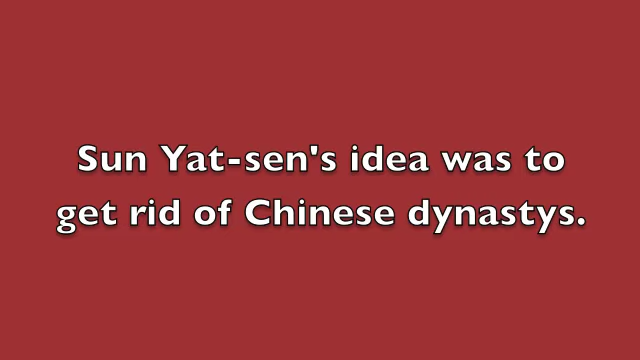 Sun Yat-sen's idea was to
get rid of Chinese dynastys.